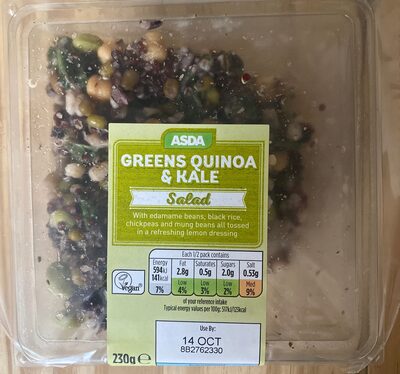 ASDA
GREENS QUINOA
& KALE
Salad
With edamame beans, black rice,
chickpeas and mung beans all tossed
in a refreshing lemon dressing
Each 1/2 pack contains
Energy Fat Saturates Sugars Salt
594kJ 2.8g 0.5g 2.0g 0.53g
141kcal Low Low Low Med
7% 4% 3% 2% 9%
of your reference intake
Typical energy values per 100g: 517kJ/123kcal
Vegan
Use By:
14 OCT
8B2762330
230g e